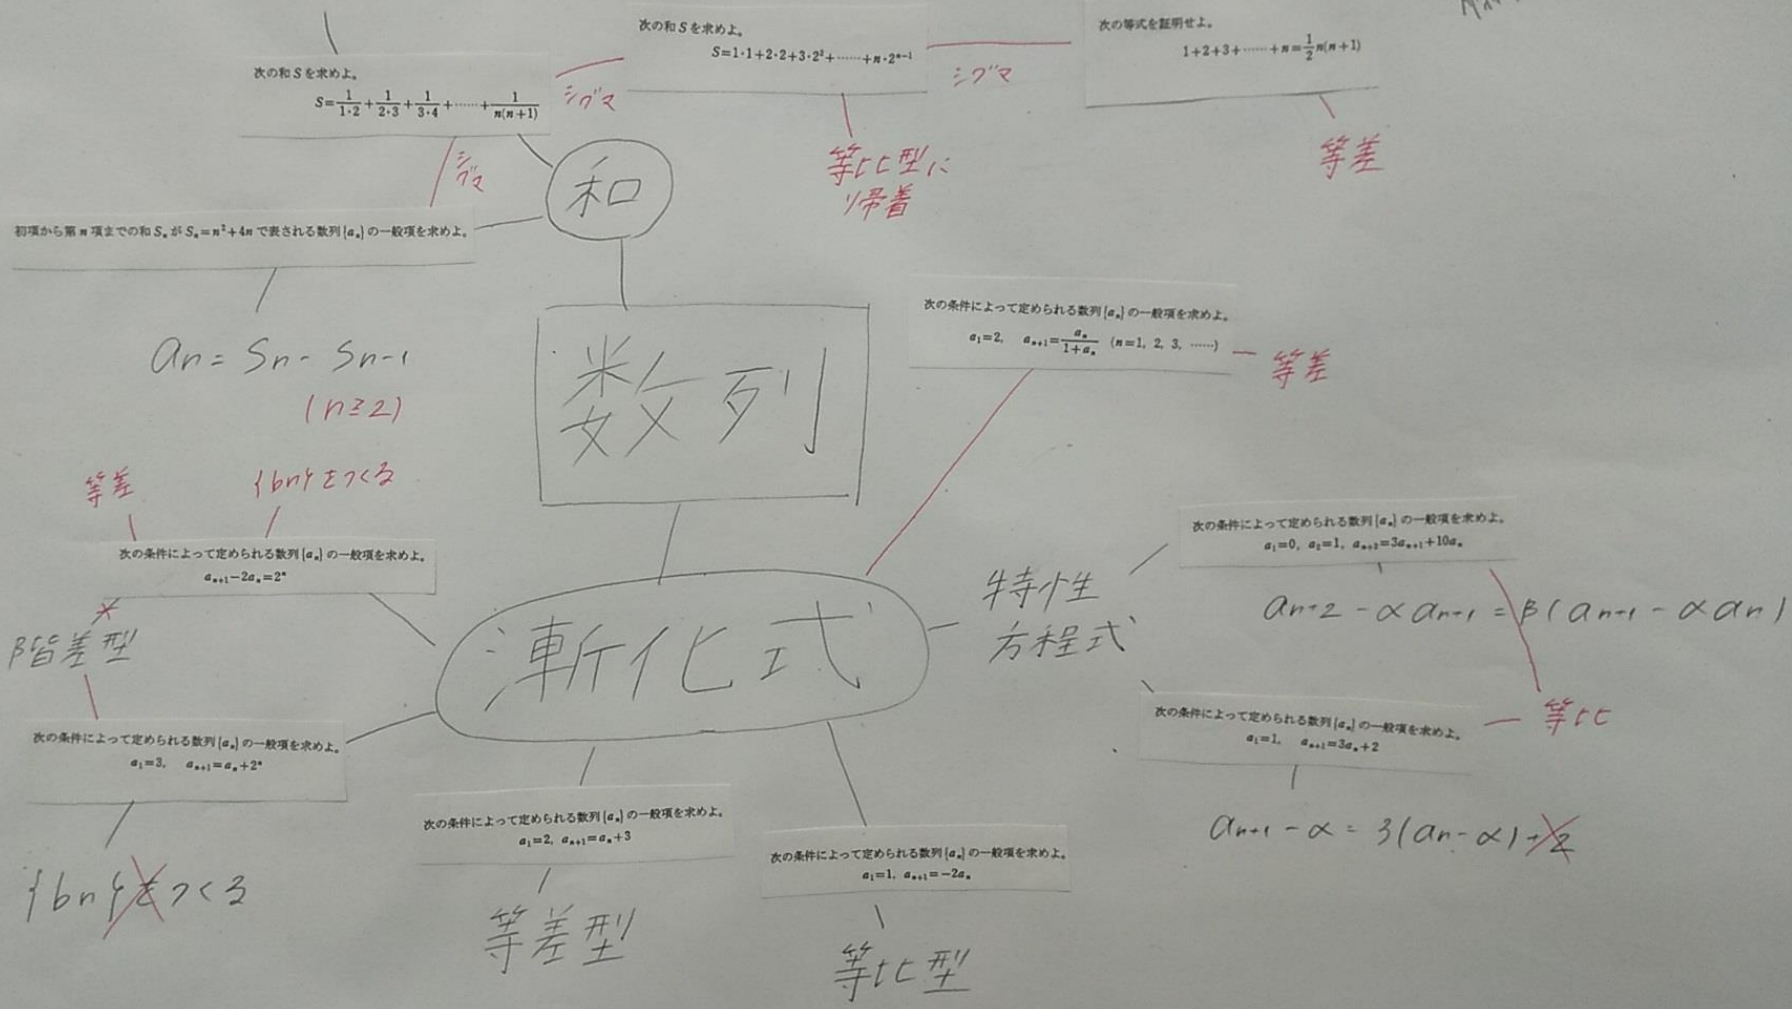 次の和 S を求めよ。
S=1·1+2·2+3·2²+……+n·2ⁿ⁻¹
次の等式を証明せよ。
1+2+3+……+n=\frac{1}{2}n(n+1)
次の和 S を求めよ。
S=\frac{1}{1·2}+\frac{1}{2·3}+\frac{1}{3·4}+……+\frac{1}{n(n+1)}
シグマ
シグマ
シグマ
等比型に
帰着
等差
和
初項から第 n 項までの和 Sₙ が Sₙ=n²+4n で表される数列{aₙ}の一般項を求めよ。
an = Sn - Sn-1
(n≧2)
数列
次の条件によって定められる数列{aₙ}の一般項を求めよ。
a₁=2, aₙ₊₁=\frac{aₙ}{1+aₙ} (n=1, 2, 3, ……)
等差
等差
{bn}をつくる
次の条件によって定められる数列{aₙ}の一般項を求めよ。
aₙ₊₁-2aₙ=2ⁿ
階差型
次の条件によって定められる数列{aₙ}の一般項を求めよ。
a₁=3, aₙ₊₁=aₙ+2ⁿ
{bn}をつくる
漸化式
特性
方程式
次の条件によって定められる数列{aₙ}の一般項を求めよ。
a₁=0, a₂=1, aₙ₊₂=3aₙ₊₁+10aₙ
an+2 - α an+1 = β(an+1 - α an)
等比
次の条件によって定められる数列{aₙ}の一般項を求めよ。
a₁=1, aₙ₊₁=3aₙ+2
an+1 - α = 3(an - α) + 2
次の条件によって定められる数列{aₙ}の一般項を求めよ。
a₁=2, aₙ₊₁=aₙ+3
等差型
次の条件によって定められる数列{aₙ}の一般項を求めよ。
a₁=1, aₙ₊₁=-2aₙ
等比型